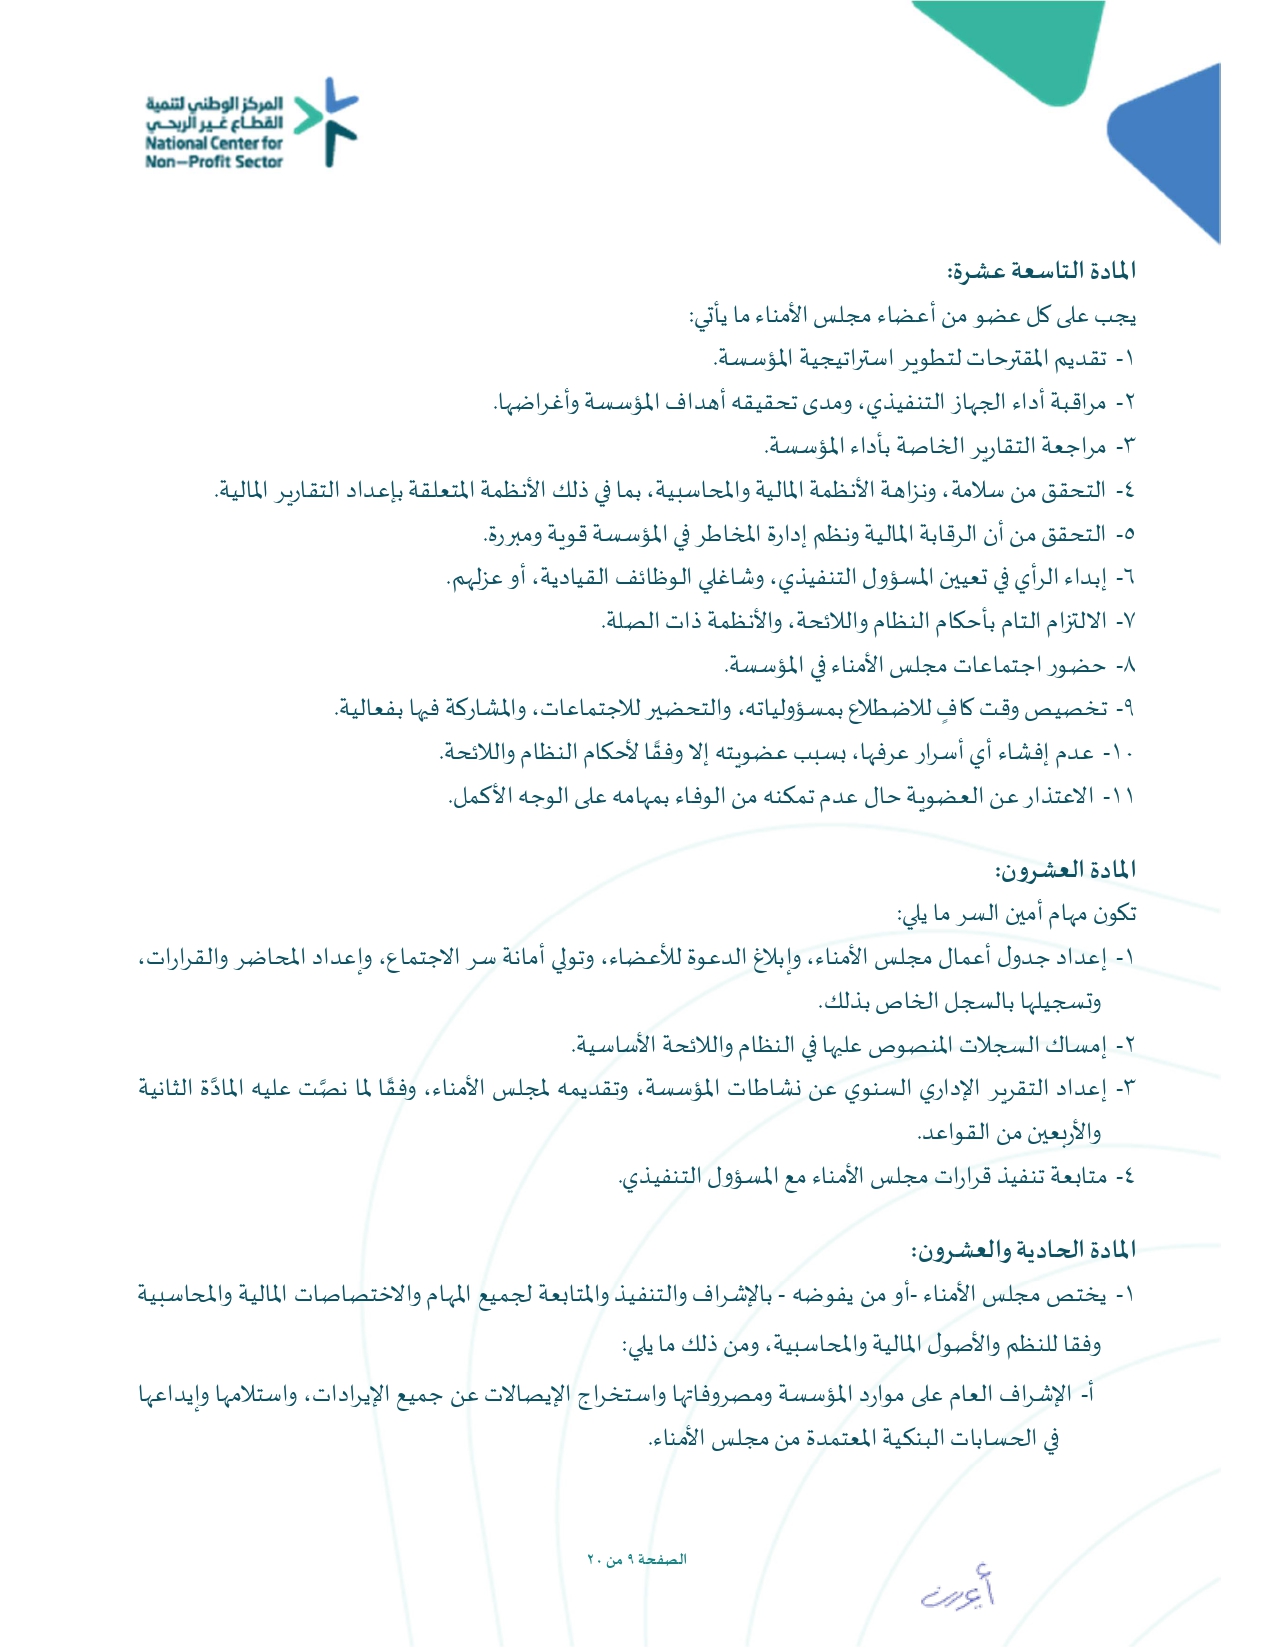 المركز الوطني لتنمية
القطاع غير الربحي
National Center for
Non-Profit Sector
المادة التاسعة عشرة:
يجب على كل عضو من أعضاء مجلس الأمناء ما يأتي:
١- تقديم المقترحات لتطوير استراتيجية المؤسسة.
٢- مراقبة أداء الجهاز التنفيذي، ومدى تحقيقه أهداف المؤسسة وأغراضها.
٣- مراجعة التقارير الخاصة بأداء المؤسسة.
٤- التحقق من سلامة، ونزاهة الأنظمة المالية والمحاسبية، بما في ذلك الأنظمة المتعلقة بإعداد التقارير المالية.
٥- التحقق من أن الرقابة المالية ونظم إدارة المخاطر في المؤسسة قوية ومبررة.
٦- إبداء الرأي في تعيين المسؤول التنفيذي، وشاغلي الوظائف القيادية، أو عزلهم.
٧- الالتزام التام بأحكام النظام واللائحة، والأنظمة ذات الصلة.
٨- حضور اجتماعات مجلس الأمناء في المؤسسة.
٩- تخصيص وقت كافٍ للاضطلاع بمسؤولياته، والتحضير للاجتماعات، والمشاركة فيها بفعالية.
١٠- عدم إفشاء أي أسرار عرفها، بسبب عضويته إلا وفقًا لأحكام النظام واللائحة.
١١- الاعتذار عن العضوية حال عدم تمكنه من الوفاء بمهامه على الوجه الأكمل.
المادة العشرون:
تكون مهام أمين السر ما يلي:
١- إعداد جدول أعمال مجلس الأمناء، وإبلاغ الدعوة للأعضاء، وتولي أمانة سر الاجتماع، وإعداد المحاضر والقرارات،
وتسجيلها بالسجل الخاص بذلك.
٢- إمساك السجلات المنصوص عليها في النظام واللائحة الأساسية.
٣- إعداد التقرير الإداري السنوي عن نشاطات المؤسسة، وتقديمه لمجلس الأمناء، وفقًا لما نصَّت عليه المادَّة الثانية
والأربعين من القواعد.
٤- متابعة تنفيذ قرارات مجلس الأمناء مع المسؤول التنفيذي.
المادة الحادية والعشرون:
١- يختص مجلس الأمناء -أو من يفوضه - بالإشراف والتنفيذ والمتابعة لجميع المهام والاختصاصات المالية والمحاسبية
وفقا للنظم والأصول المالية والمحاسبية، ومن ذلك ما يلي:
أ- الإشراف العام على موارد المؤسسة ومصروفاتها واستخراج الإيصالات عن جميع الإيرادات، واستلامها وإيداعها
في الحسابات البنكية المعتمدة من مجلس الأمناء.
الصفحة ٩ من ٢٠